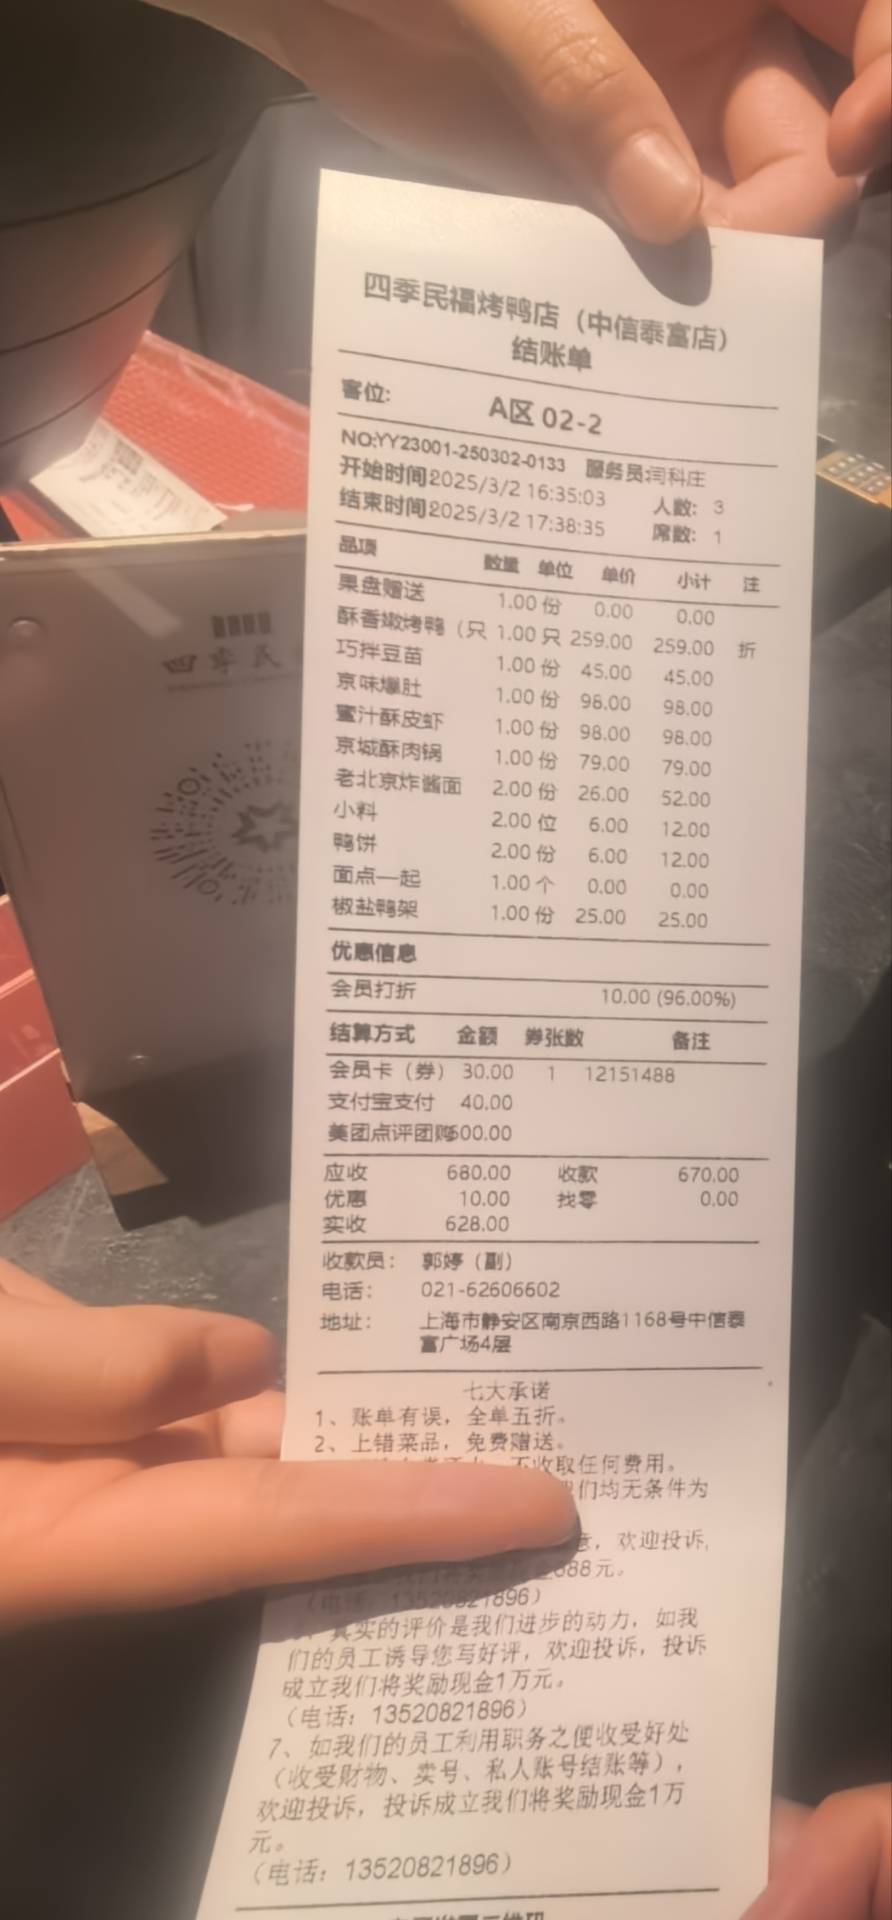 四季民福烤鸭店（中信泰富店）
结账单
客位: A区 02-2
NO:YY23001-250302-0133 服务员:闫科庄
开始时间2025/3/2 16:35:03 人数: 3
结束时间2025/3/2 17:38:35 席数: 1
品项 数量 单位 单价 小计 注
果盘赠送 1.00 份 0.00 0.00
酥香嫩烤鸭（只 1.00 只 259.00 259.00 折
巧拌豆苗 1.00 份 45.00 45.00
京味爆肚 1.00 份 98.00 98.00
蜜汁酥皮虾 1.00 份 98.00 98.00
京城酥肉锅 1.00 份 79.00 79.00
老北京炸酱面 2.00 份 26.00 52.00
小料 2.00 位 6.00 12.00
鸭饼 2.00 份 6.00 12.00
面点一起 1.00 个 0.00 0.00
椒盐鸭架 1.00 份 25.00 25.00
优惠信息
会员打折 10.00 (96.00%)
结算方式 金额 券张数 备注
会员卡（券） 30.00 1 12151488
支付宝支付 40.00
美团点评团购600.00
应收 680.00 收款 670.00
优惠 10.00 找零 0.00
实收 628.00
收款员: 郭婷（副）
电话: 021-62606602
地址: 上海市静安区南京西路1168号中信泰
富广场4层
七大承诺
1、账单有误，全单五折。
2、上错菜品，免费赠送。
不收取任何费用。
我们均无条件为
意，欢迎投诉,
我们将奖 688元。
（电话: 13520821896）
真实的评价是我们进步的动力，如我
们的员工诱导您写好评，欢迎投诉，投诉
成立我们将奖励现金1万元。
（电话: 13520821896）
7、如我们的员工利用职务之便收受好处
（收受财物、卖号、私人账号结账等）,
欢迎投诉，投诉成立我们将奖励现金1万
元。
（电话: 13520821896）
四季民